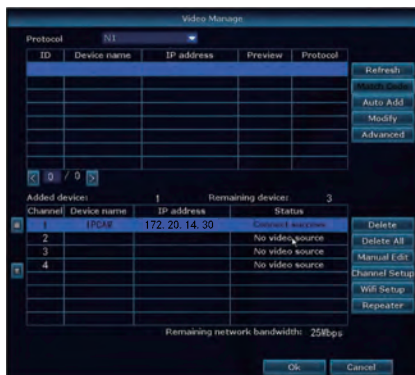 Video Manage
Protocol N1
ID Device name IP address Preview Protocol
Refresh
Match Code
Auto Add
Modify
Advanced
0 / 0
Added device: 1 Remaining device: 3
Channel Device name IP address Status
1 IPCAM 172. 20. 14. 30 Connect success
2 No video source
3 No video source
4 No video source
Delete
Delete All
Manual Edit
Channel Setup
Wifi Setup
Repeater
Remaining network bandwidth: 25Mbps
Ok Cancel